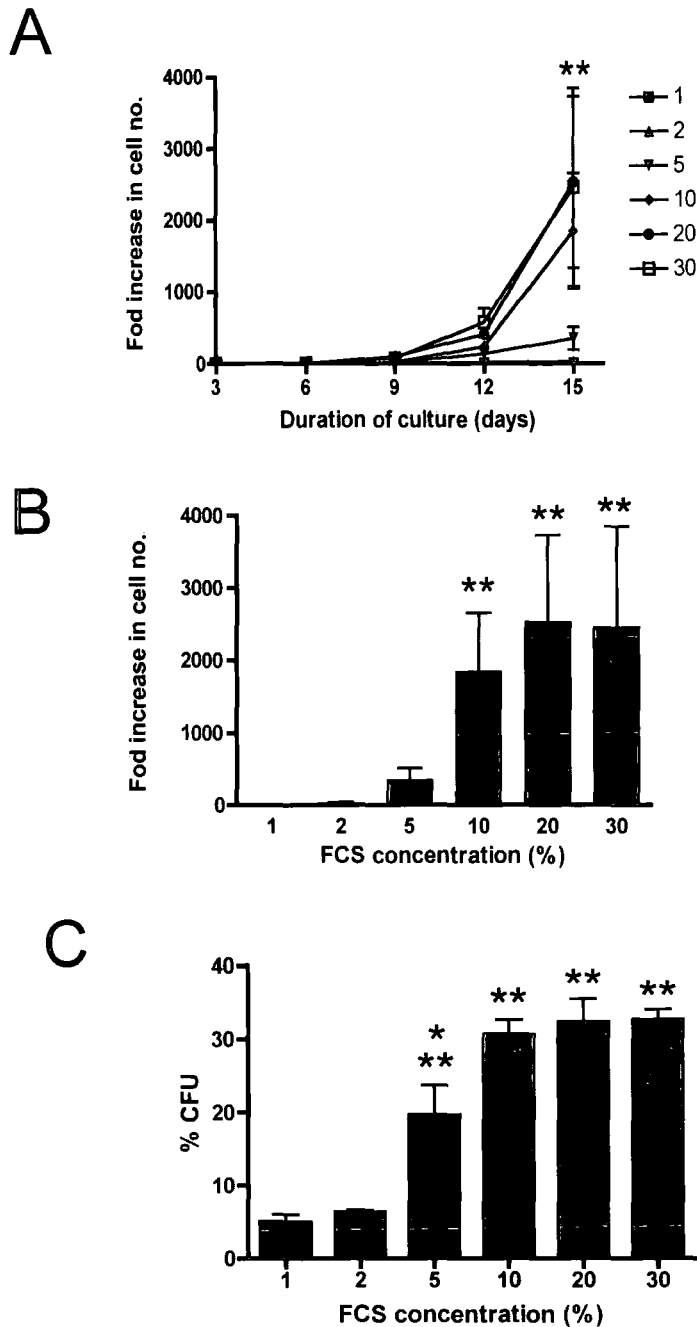 A
Fod increase in cell no.
4000
3000
2000
1000
0
**
3 6 9 12 15
Duration of culture (days)
1
2
5
10
20
30
B
Fod increase in cell no.
4000
3000
2000
1000
0
** ** **
1 2 5 10 20 30
FCS concentration (%)
C
% CFU
40
30
20
10
0
*
** ** ** **
1 2 5 10 20 30
FCS concentration (%)